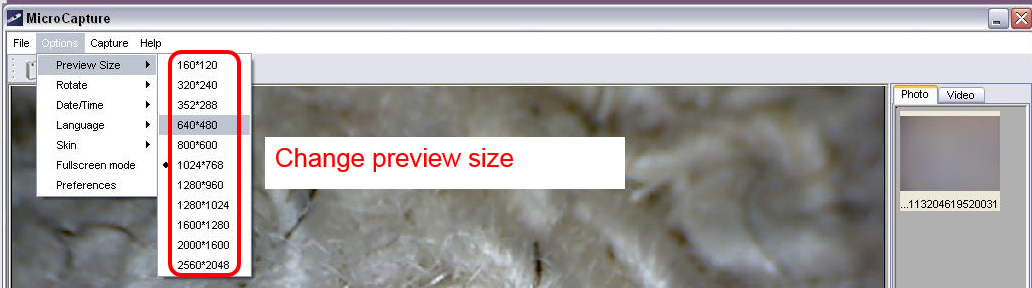 MicroCapture
File Options Capture Help
Preview Size
Rotate
Date/Time
Language
Skin
Fullscreen mode
Preferences
160*120
320*240
352*288
640*480
800*600
1024*768
1280*960
1280*1024
1600*1280
2000*1600
2560*2048
Change preview size
Photo Video
...113204619520031